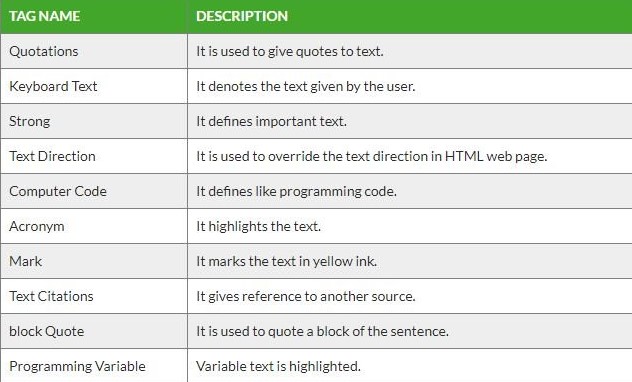 TAG NAME DESCRIPTION
Quotations It is used to give quotes to text.
Keyboard Text It denotes the text given by the user.
Strong It defines important text.
Text Direction It is used to override the text direction in HTML web page.
Computer Code It defines like programming code.
Acronym It highlights the text.
Mark It marks the text in yellow ink.
Text Citations It gives reference to another source.
block Quote It is used to quote a block of the sentence.
Programming Variable Variable text is highlighted.